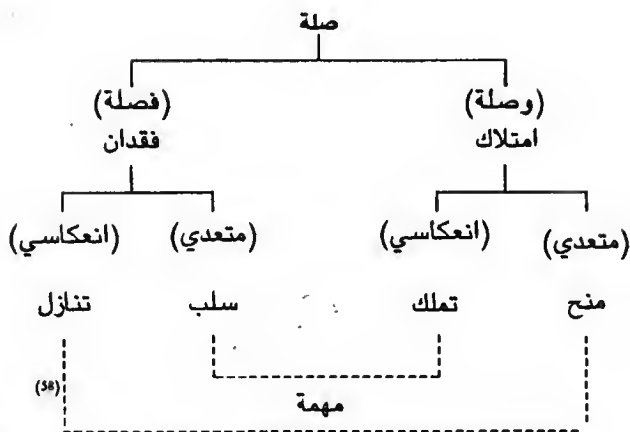 صلة
(وصلة) (فصلة)
امتلاك فقدان
(متعدي) (انعكاسي) (متعدي) (انعكاسي)
منح تملك سلب تنازل
(58)
مهمة